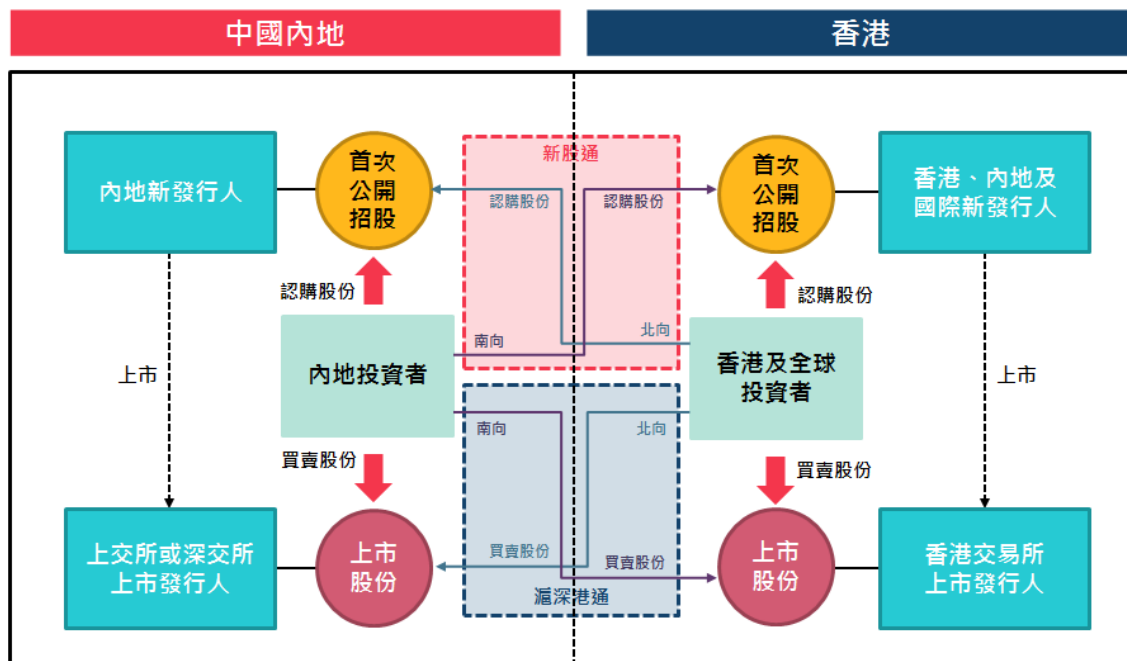 中國內地
香港
內地新發行人
首次
公開
招股
新股通
認購股份
認購股份
首次
公開
招股
香港、內地及
國際新發行人
認購股份
認購股份
南向
北向
內地投資者
香港及全球
投資者
上市
上市
南向
北向
買賣股份
買賣股份
上交所或深交所
上市發行人
上市
股份
買賣股份
買賣股份
滬深港通
上市
股份
香港交易所
上市發行人